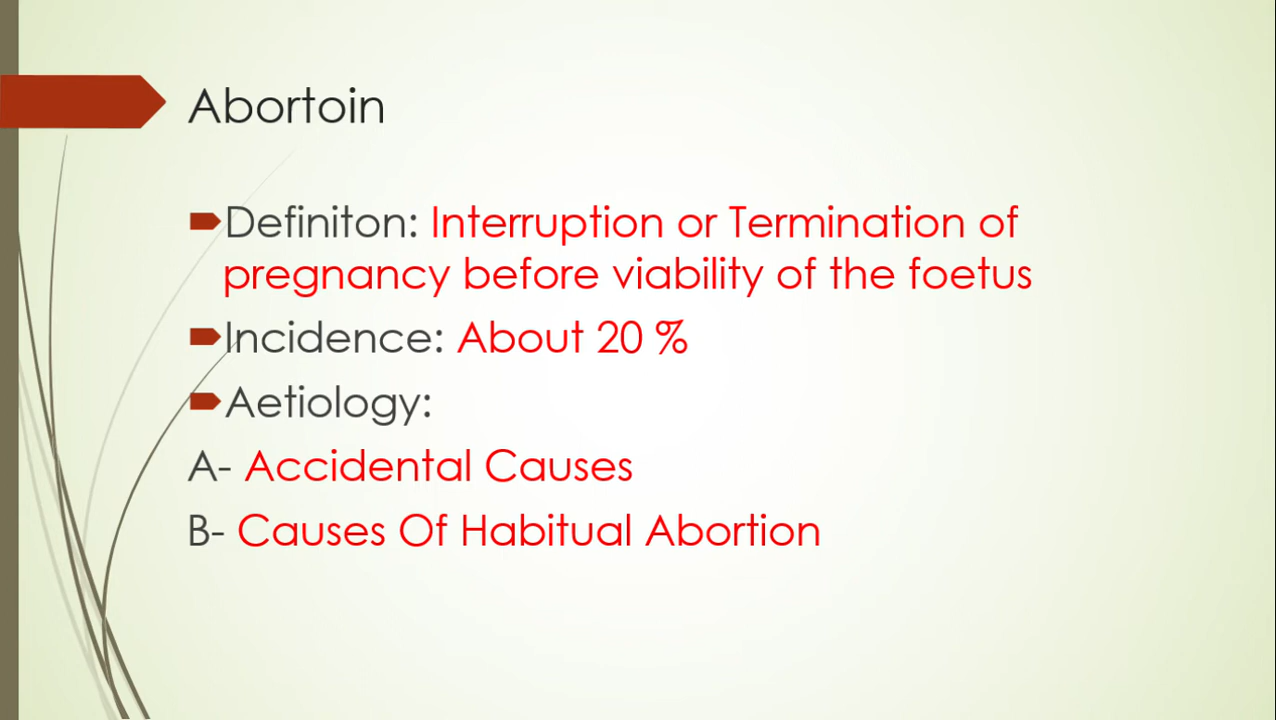 Abortoin
Definiton: Interruption or Termination of
pregnancy before viability of the foetus
Incidence: About 20 %
Aetiology:
A- Accidental Causes
B- Causes Of Habitual Abortion